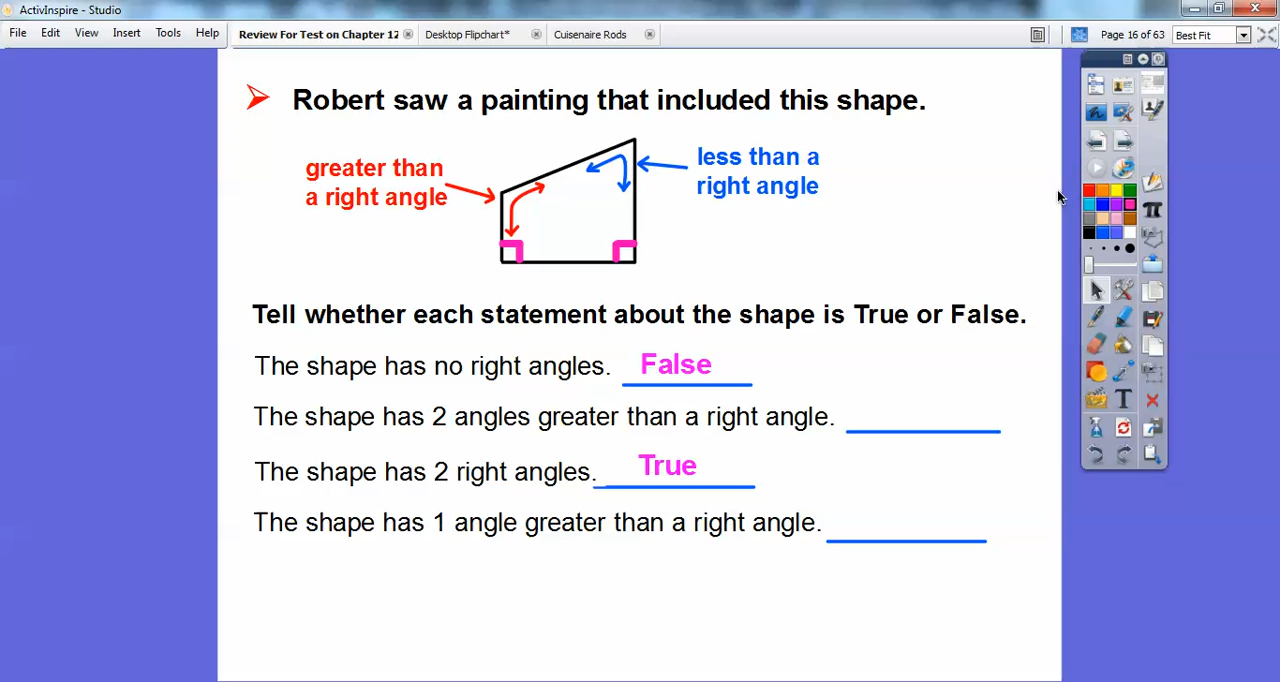 ActivInspire - Studio
File Edit View Insert Tools Help
Review For Test on Chapter 12
Desktop Flipchart*
Cuisenaire Rods
Page 16 of 63
Best Fit
Robert saw a painting that included this shape.
greater than
a right angle
less than a
right angle
Tell whether each statement about the shape is True or False.
The shape has no right angles. False
The shape has 2 angles greater than a right angle.
The shape has 2 right angles. True
The shape has 1 angle greater than a right angle.